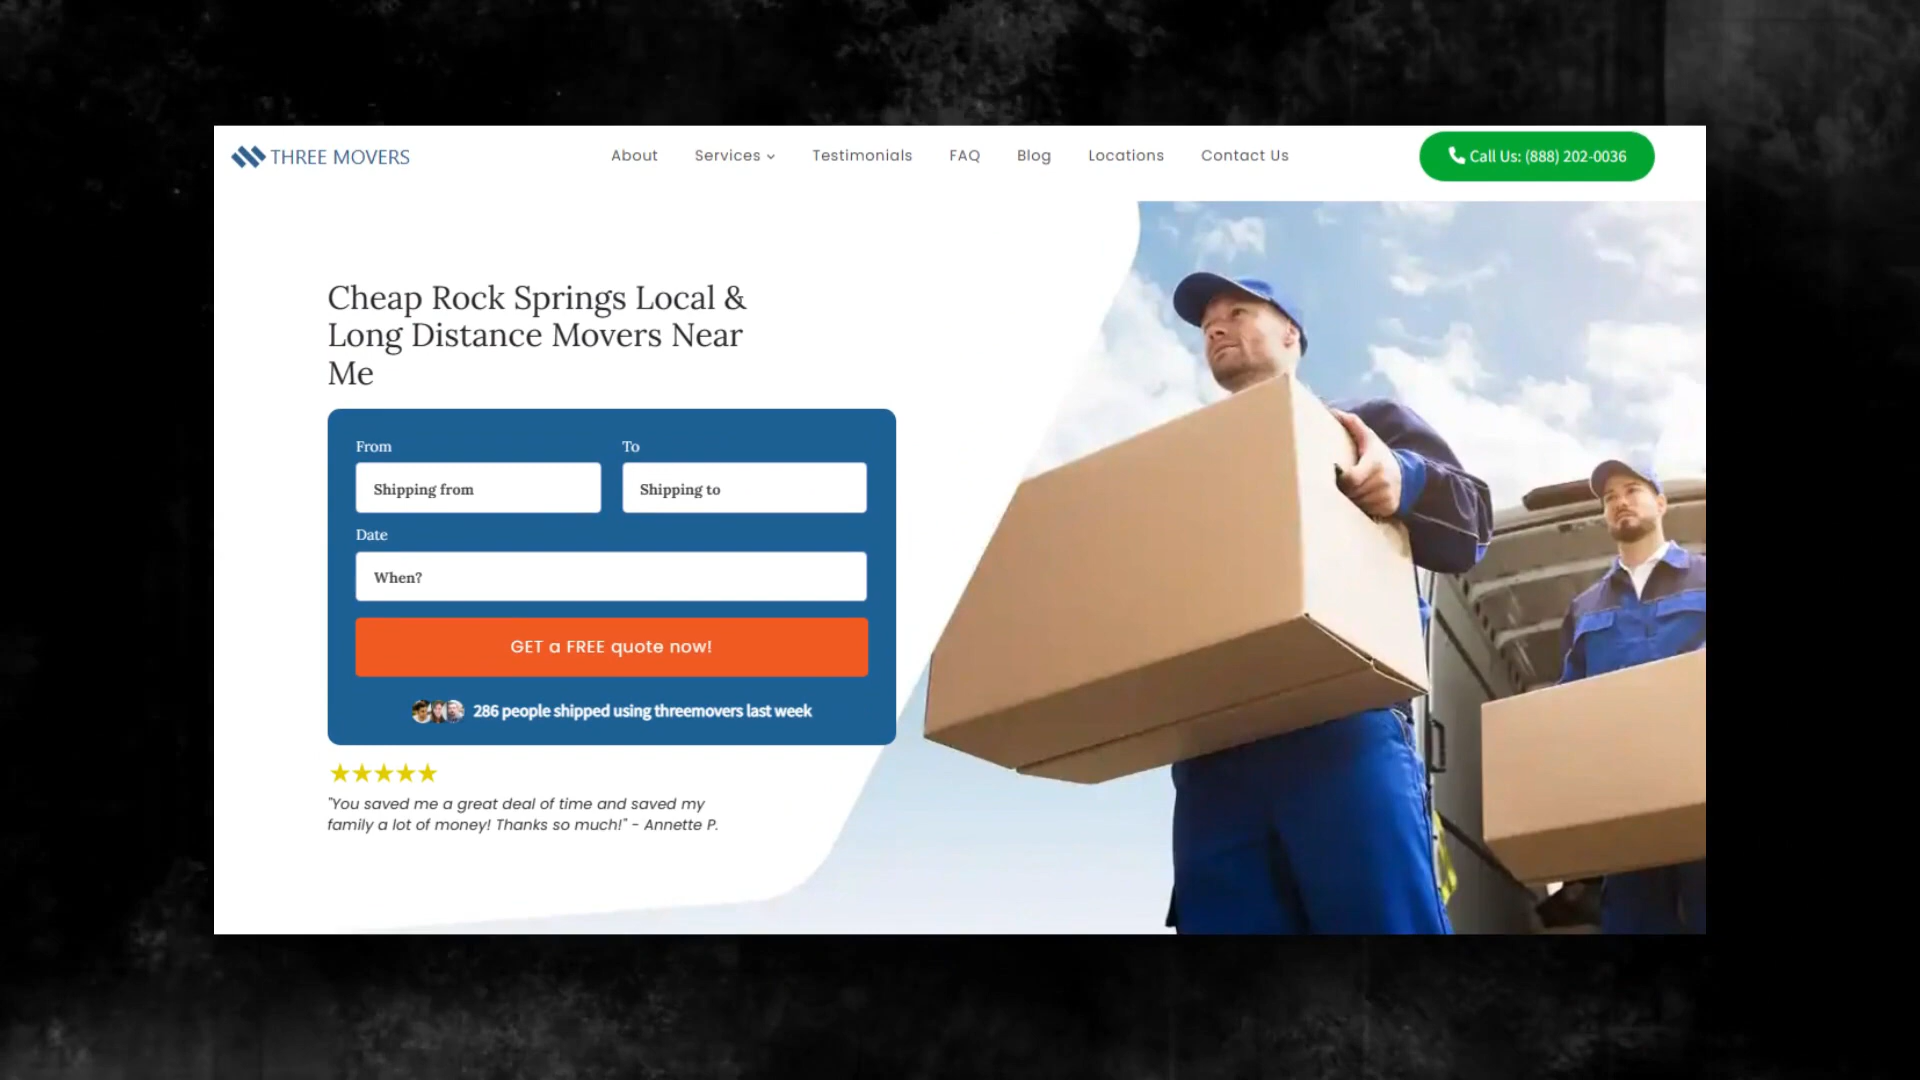 THREE MOVERS
About
Services
Testimonials
FAQ
Blog
Locations
Contact Us
Call Us: (888) 202-0036
Cheap Rock Springs Local &
Long Distance Movers Near
Me
From
To
Shipping from
Shipping to
Date
When?
GET a FREE quote now!
286 people shipped using threemovers last week
"You saved me a great deal of time and saved my
family a lot of money! Thanks so much!" - Annette P.